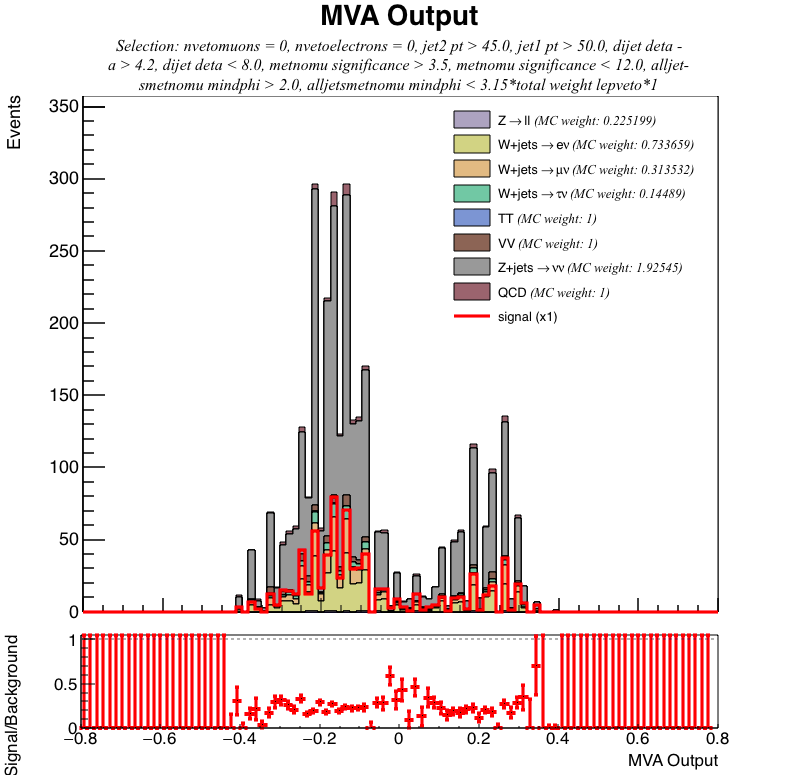 MVA Output
Selection: nvetomuons = 0, nvetoelectrons = 0, jet2 pt > 45.0, jet1 pt > 50.0, dijet deta -
a > 4.2, dijet deta < 8.0, metnomu significance > 3.5, metnomu significance < 12.0, alljet-
smetnomu mindphi > 2.0, alljetsmetnomu mindphi < 3.15*total weight lepveto*1
Events
350
300
250
200
150
100
50
0
Z→ll (MC weight: 0.225199)
W+jets→eν (MC weight: 0.733659)
W+jets→μν (MC weight: 0.313532)
W+jets→τν (MC weight: 0.14489)
TT (MC weight: 1)
VV (MC weight: 1)
Z+jets→νν (MC weight: 1.92545)
QCD (MC weight: 1)
signal (x1)
Signal/Background
1
0.5
0
−0.8 −0.6 −0.4 −0.2 0 0.2 0.4 0.6 0.8
MVA Output